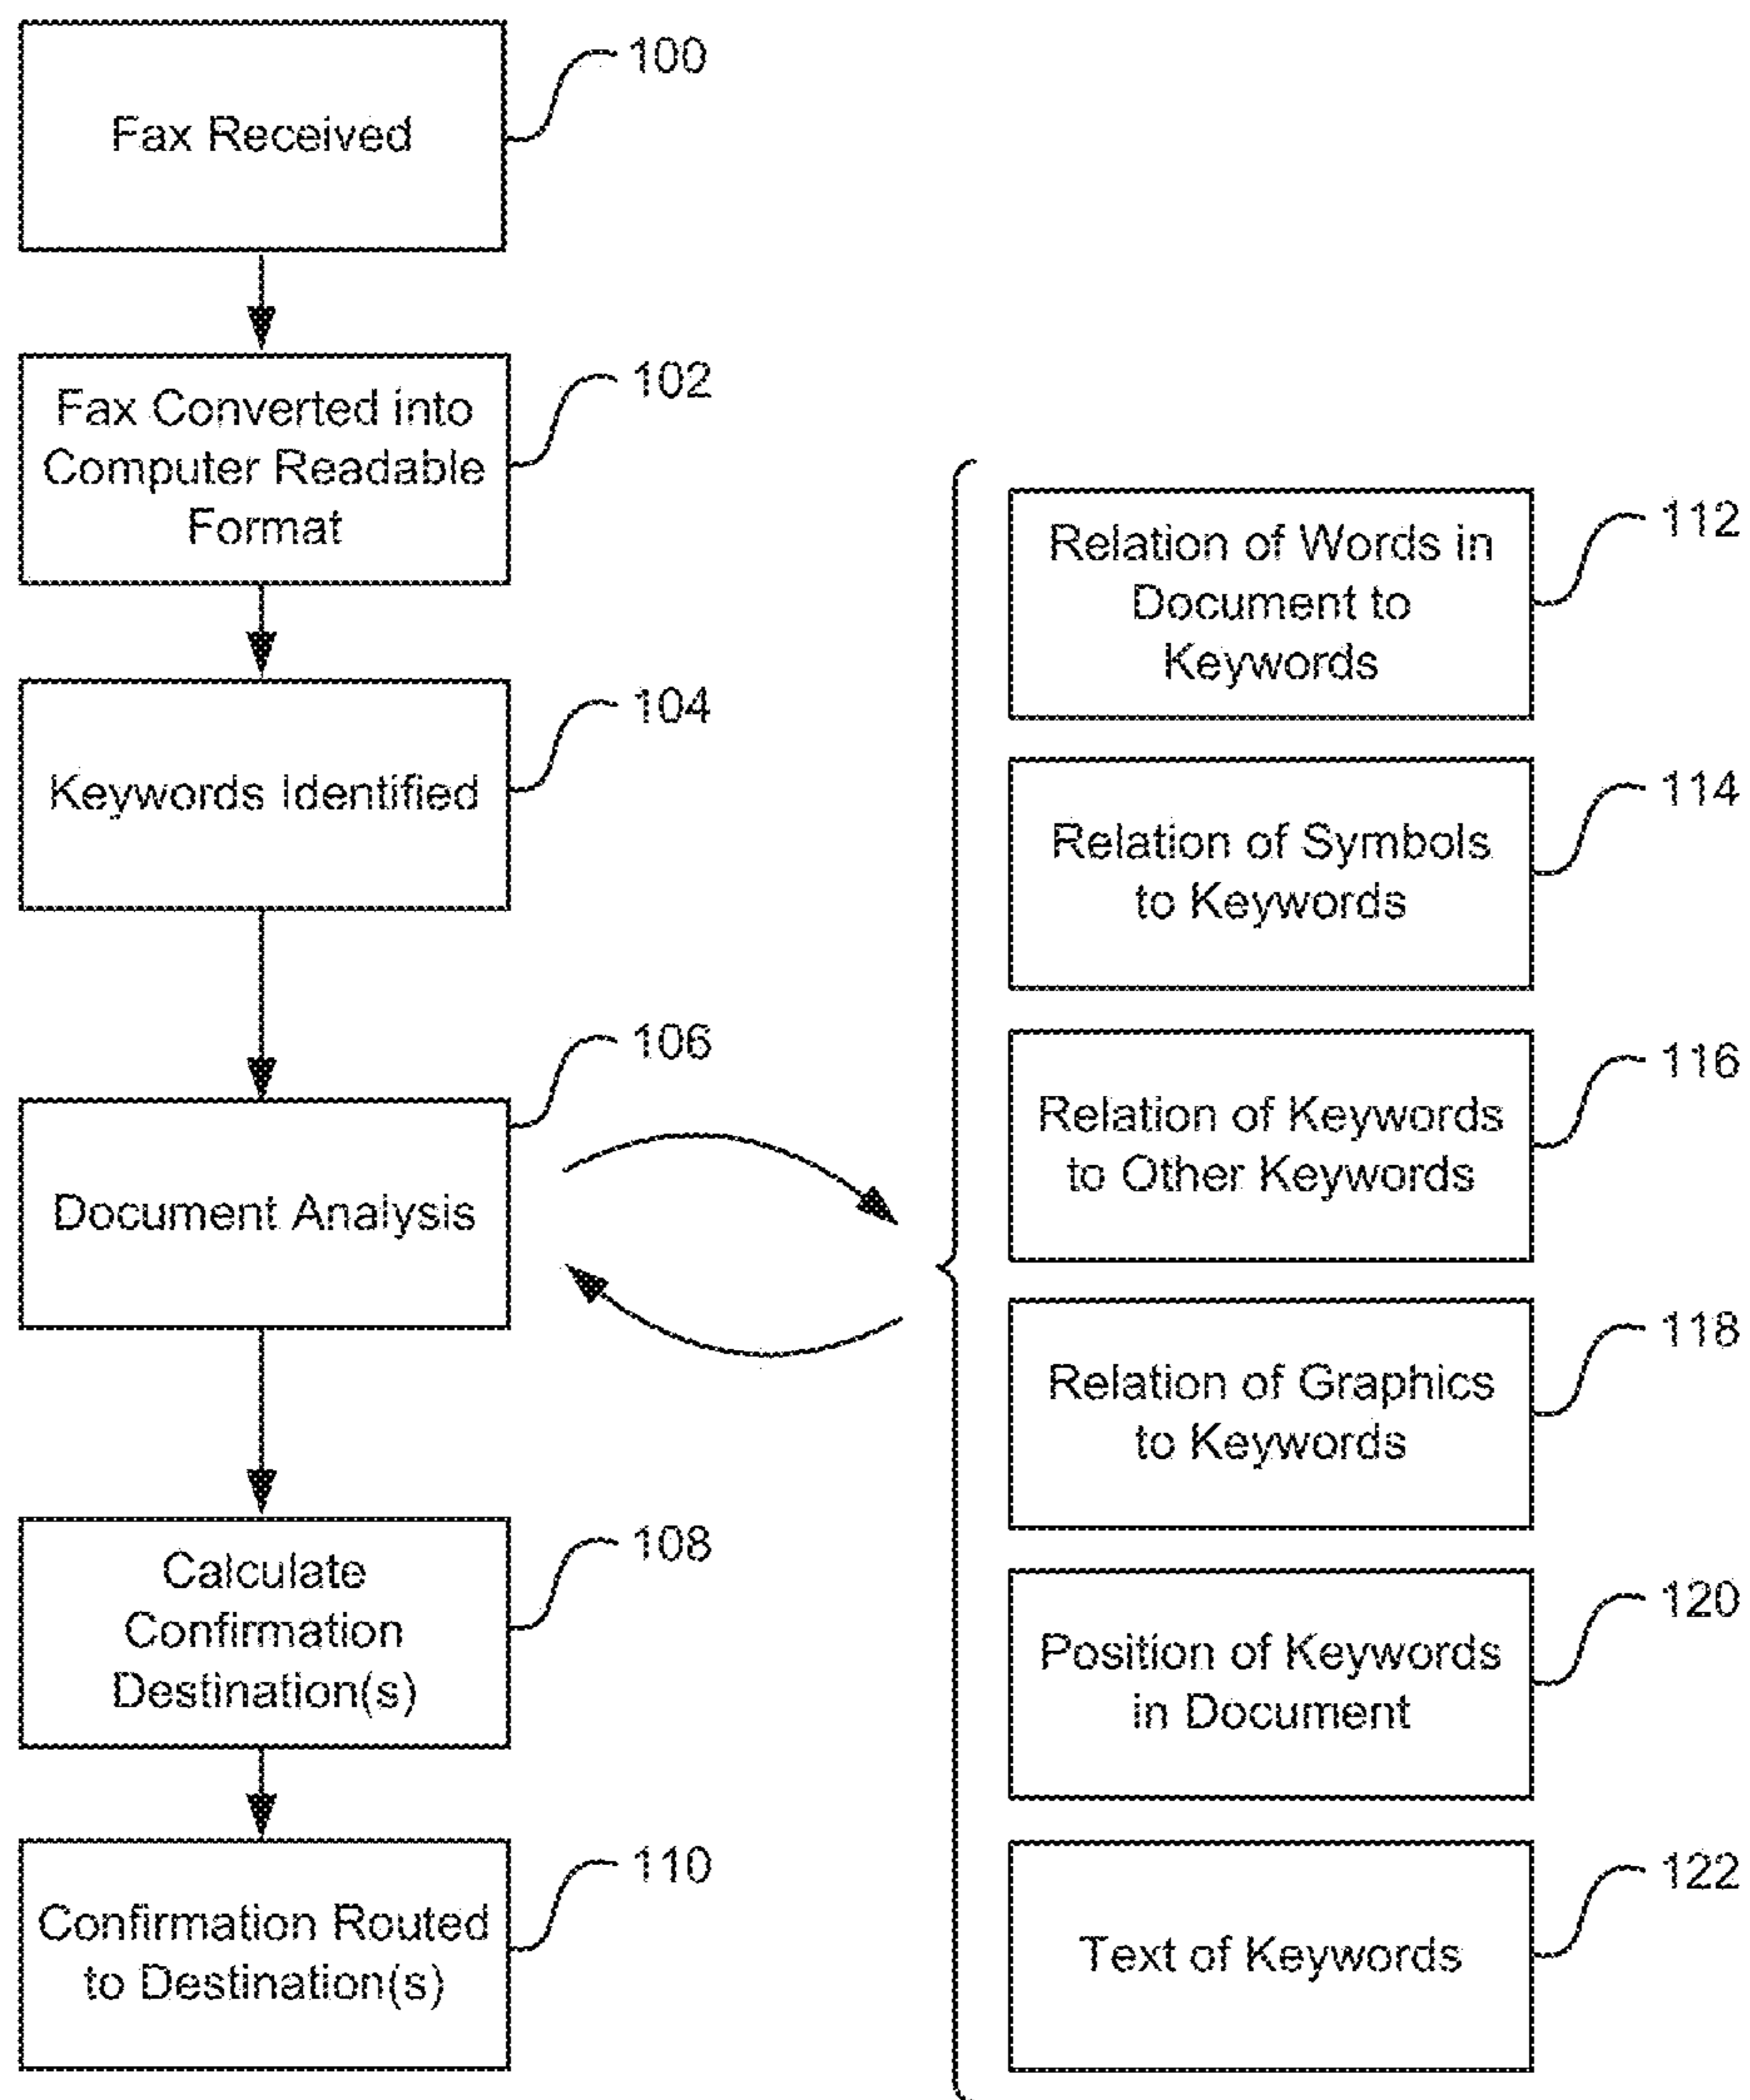 Fax Received
100
Fax Converted into
Computer Readable
Format
102
Keywords Identified
104
Document Analysis
106
Calculate
Confirmation
Destination(s)
108
Confirmation Routed
to Destination(s)
110
Relation of Words in
Document to
Keywords
112
Relation of Symbols
to Keywords
114
Relation of Keywords
to Other Keywords
116
Relation of Graphics
to Keywords
118
Position of Keywords
in Document
120
Text of Keywords
122